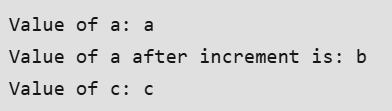 Value of a: a
Value of a after increment is: b
Value of c: c